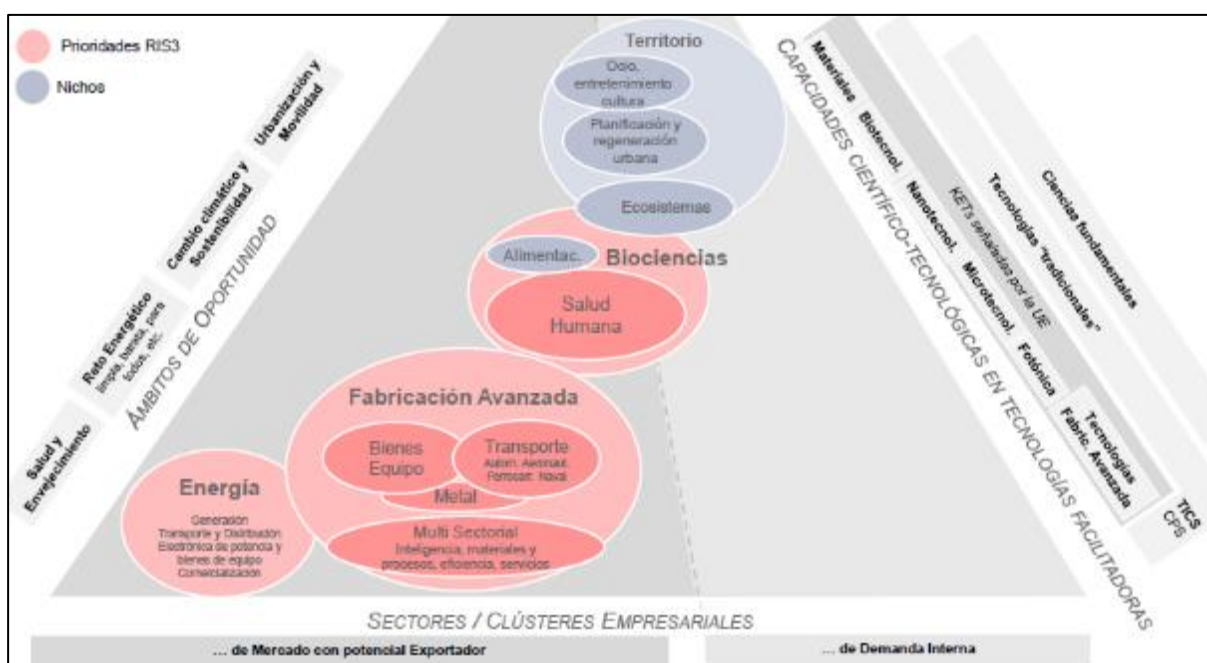 Prioridades RIS3
Nichos
Urbanización y
Movilidad
Cambio climático y
Sostenibilidad
Reto Energético
limpia, barata, para
todos, etc.
Salud y
Envejecimiento
ÁMBITOS DE OPORTUNIDAD
Territorio
Ocio,
entretenimiento
cultura
Planificación y
regeneración
urbana
Ecosistemas
Alimentac.
Biociencias
Salud
Humana
Fabricación Avanzada
Bienes
Equipo
Transporte
Autom. Aeronaut.
Ferrocarr. Naval
Metal
Multi Sectorial
Inteligencia, materiales y
procesos, eficiencia, servicios
Energía
Generación
Transporte y Distribución
Electrónica de potencia y
bienes de equipo
Comercialización
CAPACIDADES CIENTÍFICO-TECNOLÓGICAS EN TECNOLOGÍAS FACILITADORAS
Materiales
Biotecnol.
Nanotecnol.
Microtecnol.
Fotónica
Tecnologías
Fabric. Avanzada
KETs señaladas por la UE
Tecnologías "tradicionales"
Ciencias fundamentales
TICS
CPS
SECTORES / CLÚSTERES EMPRESARIALES
... de Mercado con potencial Exportador
... de Demanda Interna